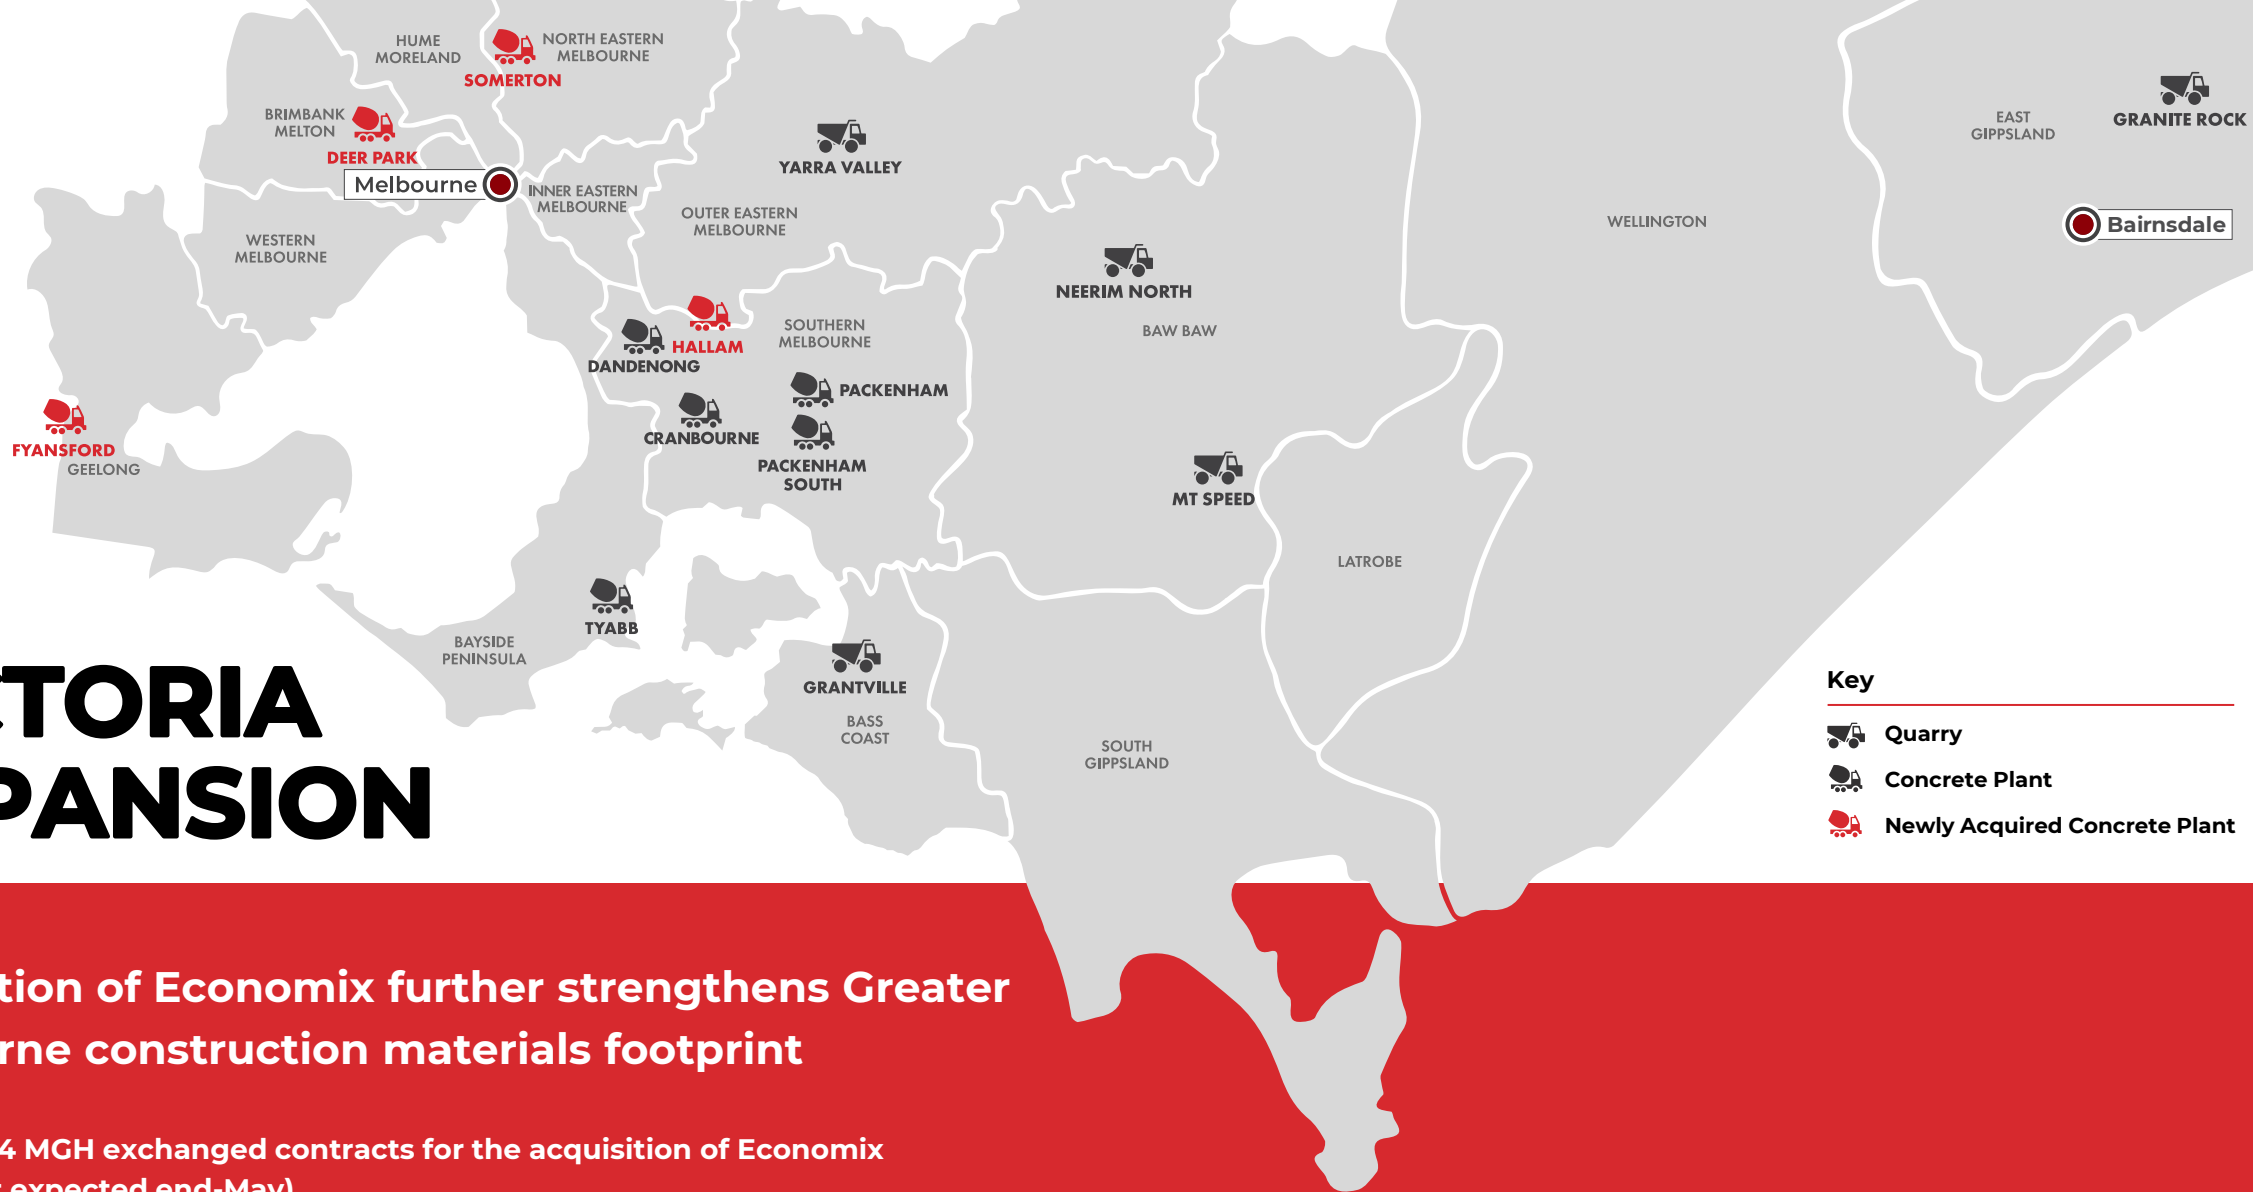 HUME
MORELAND
NORTH EASTERN
MELBOURNE
SOMERTON
BRIMBANK
MELTON
DEER PARK
Melbourne
INNER EASTERN
MELBOURNE
YARRA VALLEY
OUTER EASTERN
MELBOURNE
WESTERN
MELBOURNE
EAST
GIPPSLAND
GRANITE ROCK
WELLINGTON
Bairnsdale
NEERIM NORTH
BAW BAW
HALLAM
SOUTHERN
MELBOURNE
DANDENONG
PACKENHAM
CRANBOURNE
PACKENHAM
SOUTH
FYANSFORD
GEELONG
MT SPEED
LATROBE
TYABB
BAYSIDE
PENINSULA
GRANTVILLE
BASS
COAST
SOUTH
GIPPSLAND
CTORIA
PANSION
Key
Quarry
Concrete Plant
Newly Acquired Concrete Plant
tion of Economix further strengthens Greater
rne construction materials footprint
4 MGH exchanged contracts for the acquisition of Economix
expected end-May)